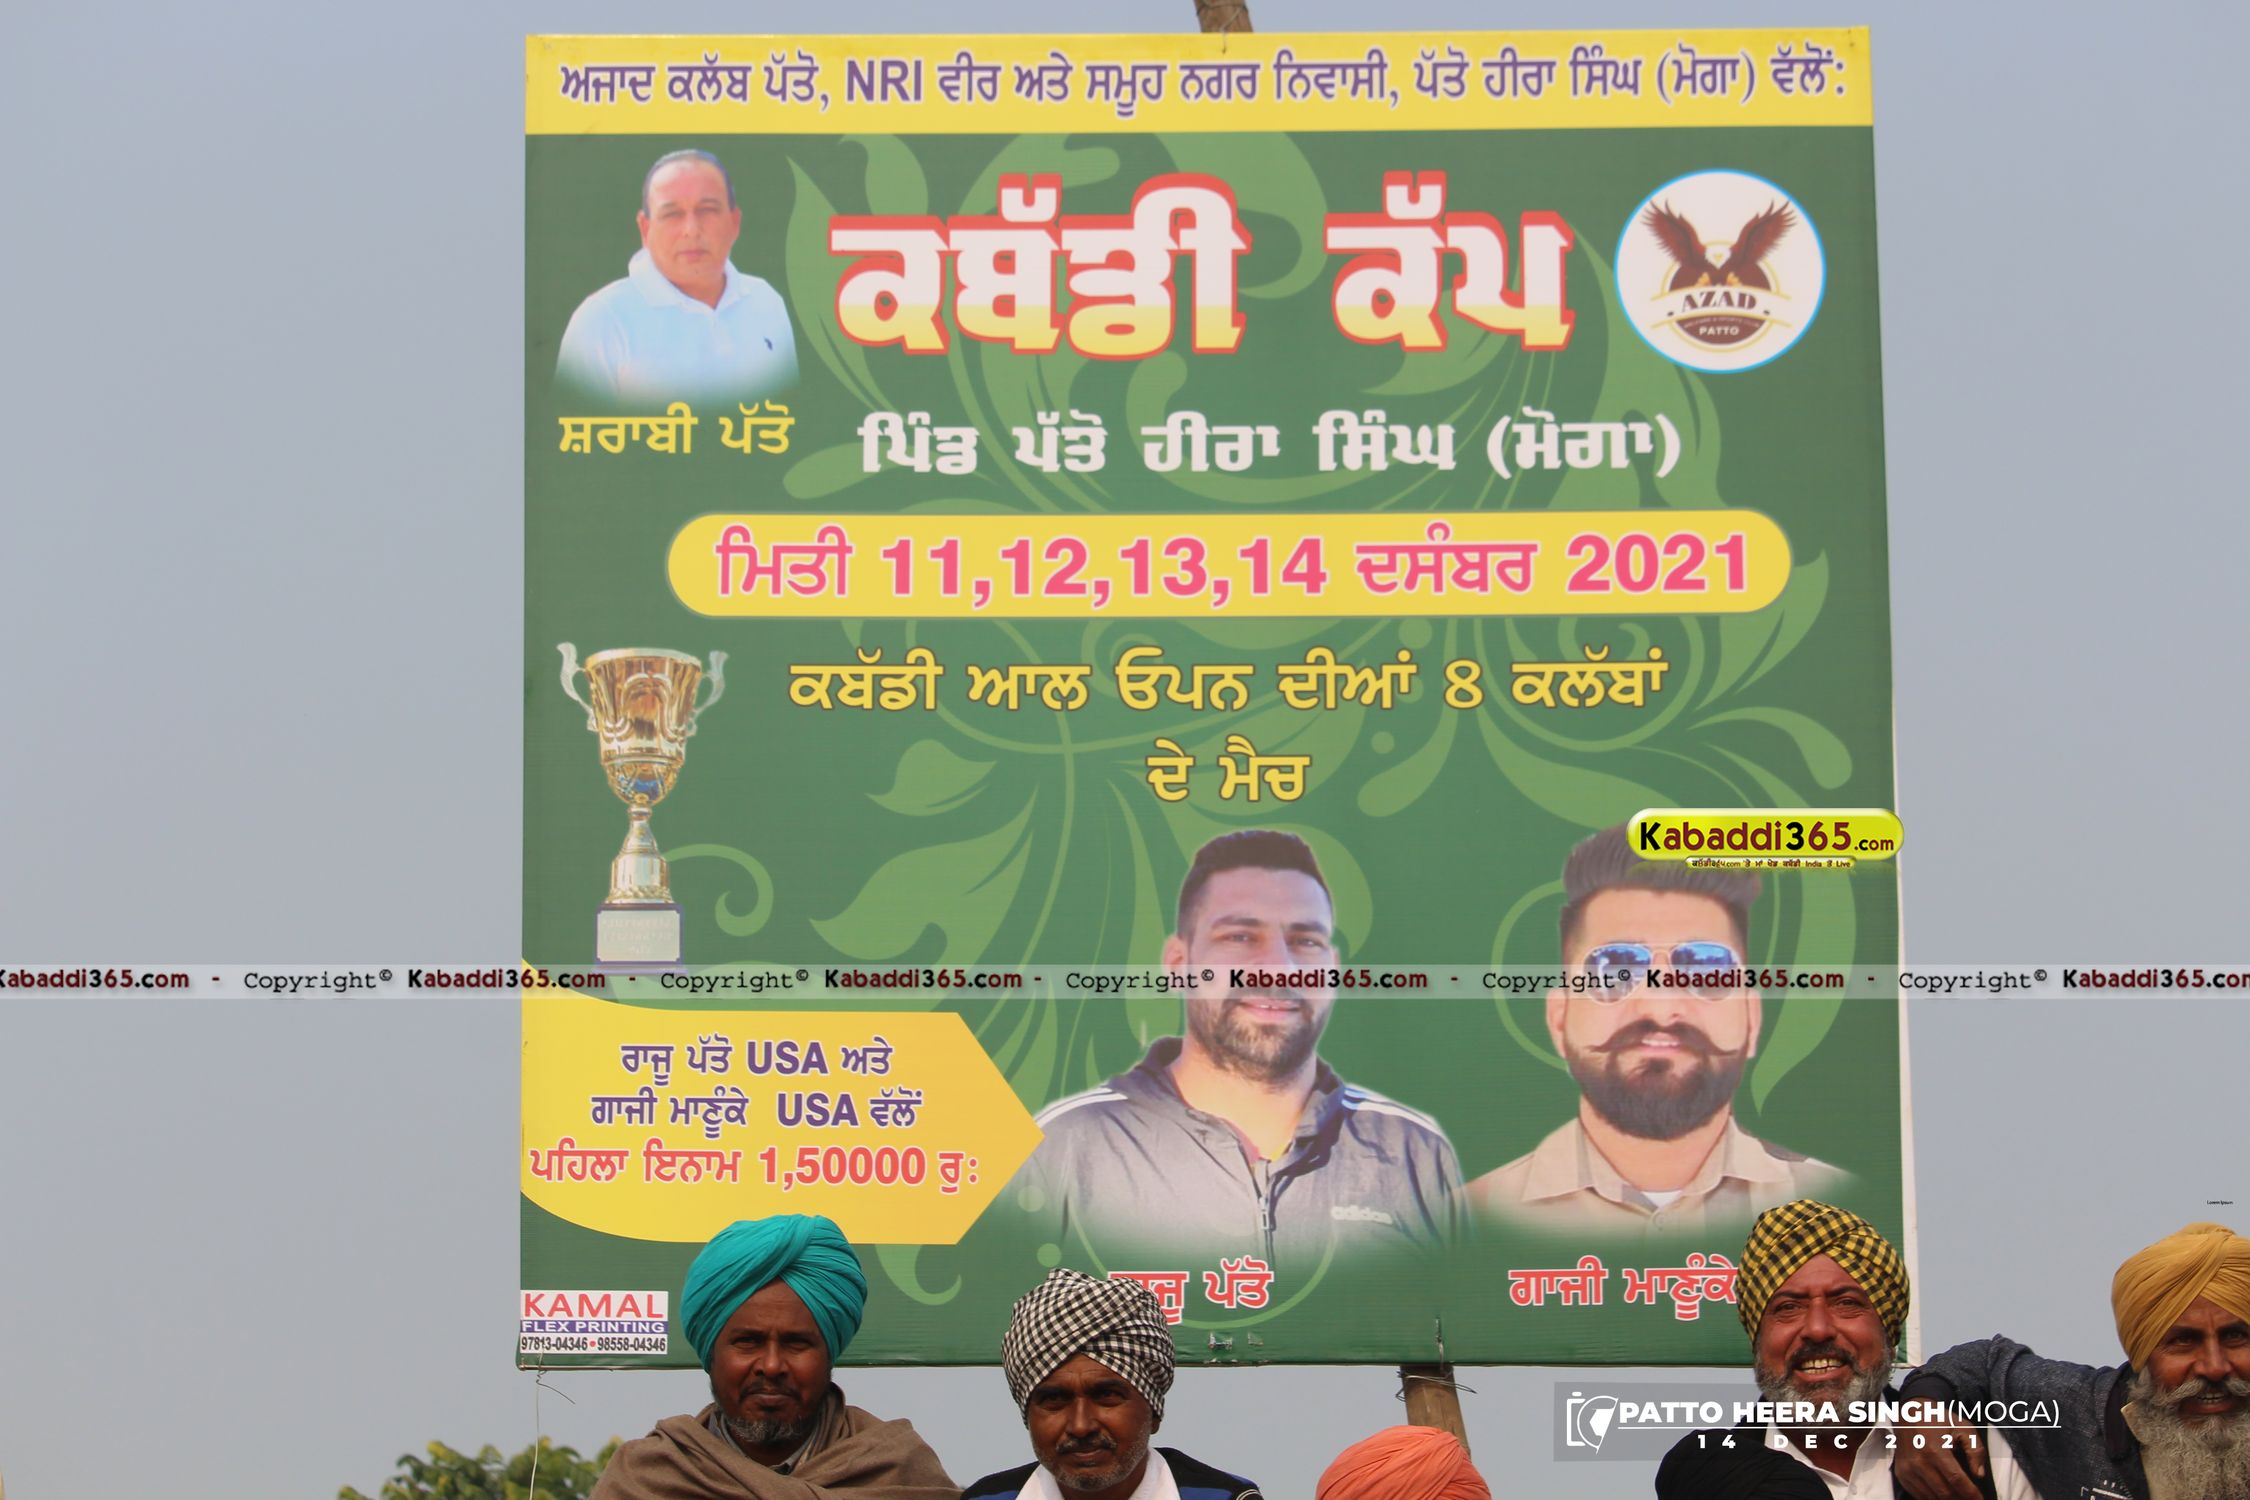 ਅਜਾਦ ਕਲੱਬ ਪੱਤੋ, NRI ਵੀਰ ਅਤੇ ਸਮੂਹ ਨਗਰ ਨਿਵਾਸੀ, ਪੱਤੋ ਹੀਰਾ ਸਿੰਘ (ਮੋਗਾ) ਵੱਲੋਂ:
ਕਬੱਡੀ ਕੱਪ
AZAD
PATTO
ਸ਼ਰਾਬੀ ਪੱਤੋ
ਪਿੰਡ ਪੱਤੋ ਹੀਰਾ ਸਿੰਘ (ਮੋਗਾ)
ਮਿਤੀ 11,12,13,14 ਦਸੰਬਰ 2021
ਕਬੱਡੀ ਆਲ ਓਪਨ ਦੀਆਂ 8 ਕਲੱਬਾਂ
ਦੇ ਮੈਚ
Kabaddi365.com
Kabaddi365.com - Copyright© Kabaddi365.com - Copyright© Kabaddi365.com - Copyright© Kabaddi365.com - Copyright© Kabaddi365.com - Copyright© Kabaddi365.com
ਰਾਜੂ ਪੱਤੋ USA ਅਤੇ
ਗਾਜੀ ਮਾਣੂੰਕੇ USA ਵੱਲੋਂ
ਪਹਿਲਾ ਇਨਾਮ 1,50000 ਰੁ:
adidas
ਪੱਤੋ
ਗਾਜੀ ਮਾਣੂੰਕੇ
KAMAL
FLEX PRINTING
97813-04346 • 98558-04346
Lorem Ipsum
PATTO HEERA SINGH(MOGA)
14 DEC 2021